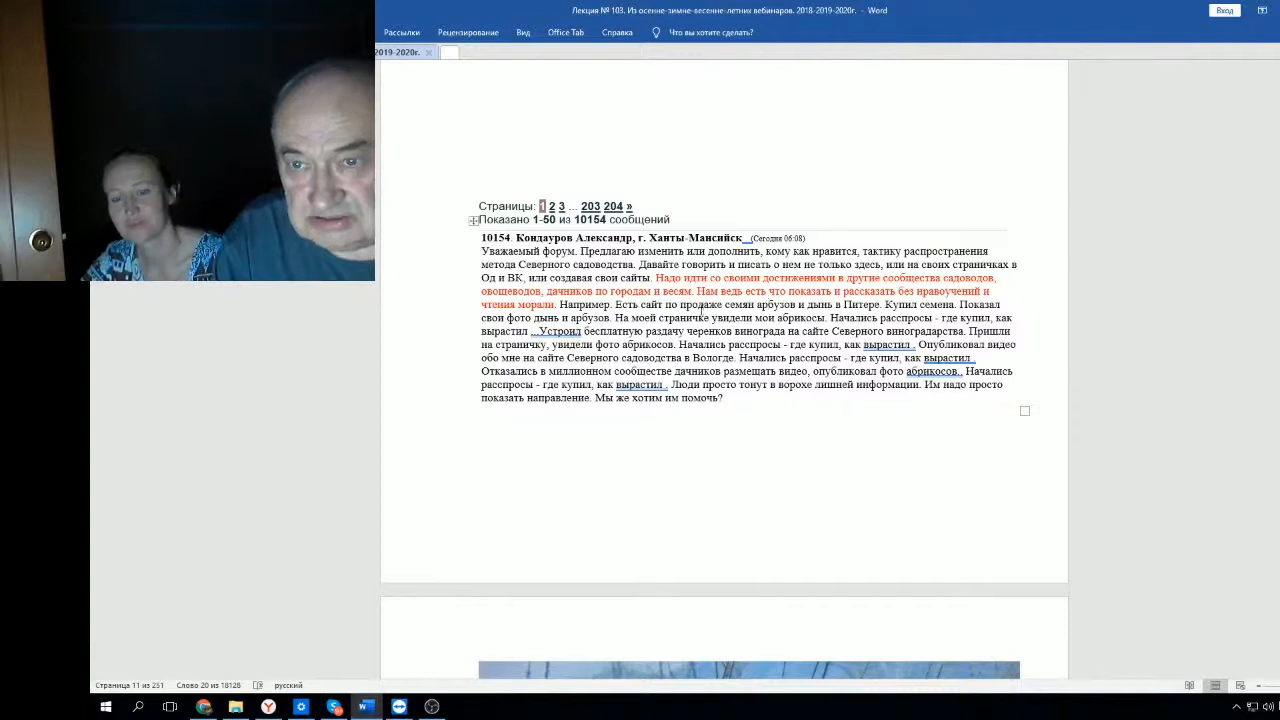 Лекция № 103. Из осенне-зимне-весенне-летних вебинаров. 2018-2019-2020г. - Word
Вход
Рассылки Рецензирование Вид Office Tab Справка Что вы хотите сделать?
2019-2020г.
Страницы: 1 2 3 ... 203 204 »
Показано 1-50 из 10154 сообщений
10154. Кондауров Александр, г. Ханты-Мансийск (Сегодня 06:08)
Уважаемый форум. Предлагаю изменить или дополнить, кому как нравится, тактику распространения
метода Северного садоводства. Давайте говорить и писать о нем не только здесь, или на своих страничках в
Од и ВК, или создавая свои сайты. Надо идти со своими достижениями в другие сообщества садоводов,
овощеводов, дачников по городам и весям. Нам ведь есть что показать и рассказать без нравоучений и
чтения морали. Например. Есть сайт по продаже семян арбузов и дынь в Питере. Купил семена. Показал
свои фото дынь и арбузов. На моей страничке увидели мои абрикосы. Начались расспросы - где купил, как
вырастил ...Устроил бесплатную раздачу черенков винограда на сайте Северного виноградарства. Пришли
на страничку, увидели фото абрикосов. Начались расспросы - где купил, как вырастил . Опубликовал видео
обо мне на сайте Северного садоводства в Вологде. Начались расспросы - где купил, как вырастил .
Отказались в миллионном сообществе дачников размещать видео, опубликовал фото абрикосов.. Начались
расспросы - где купил, как вырастил . Люди просто тонут в ворохе лишней информации. Им надо просто
показать направление. Мы же хотим им помочь?
Страница 11 из 251 Слово 20 из 18128 русский